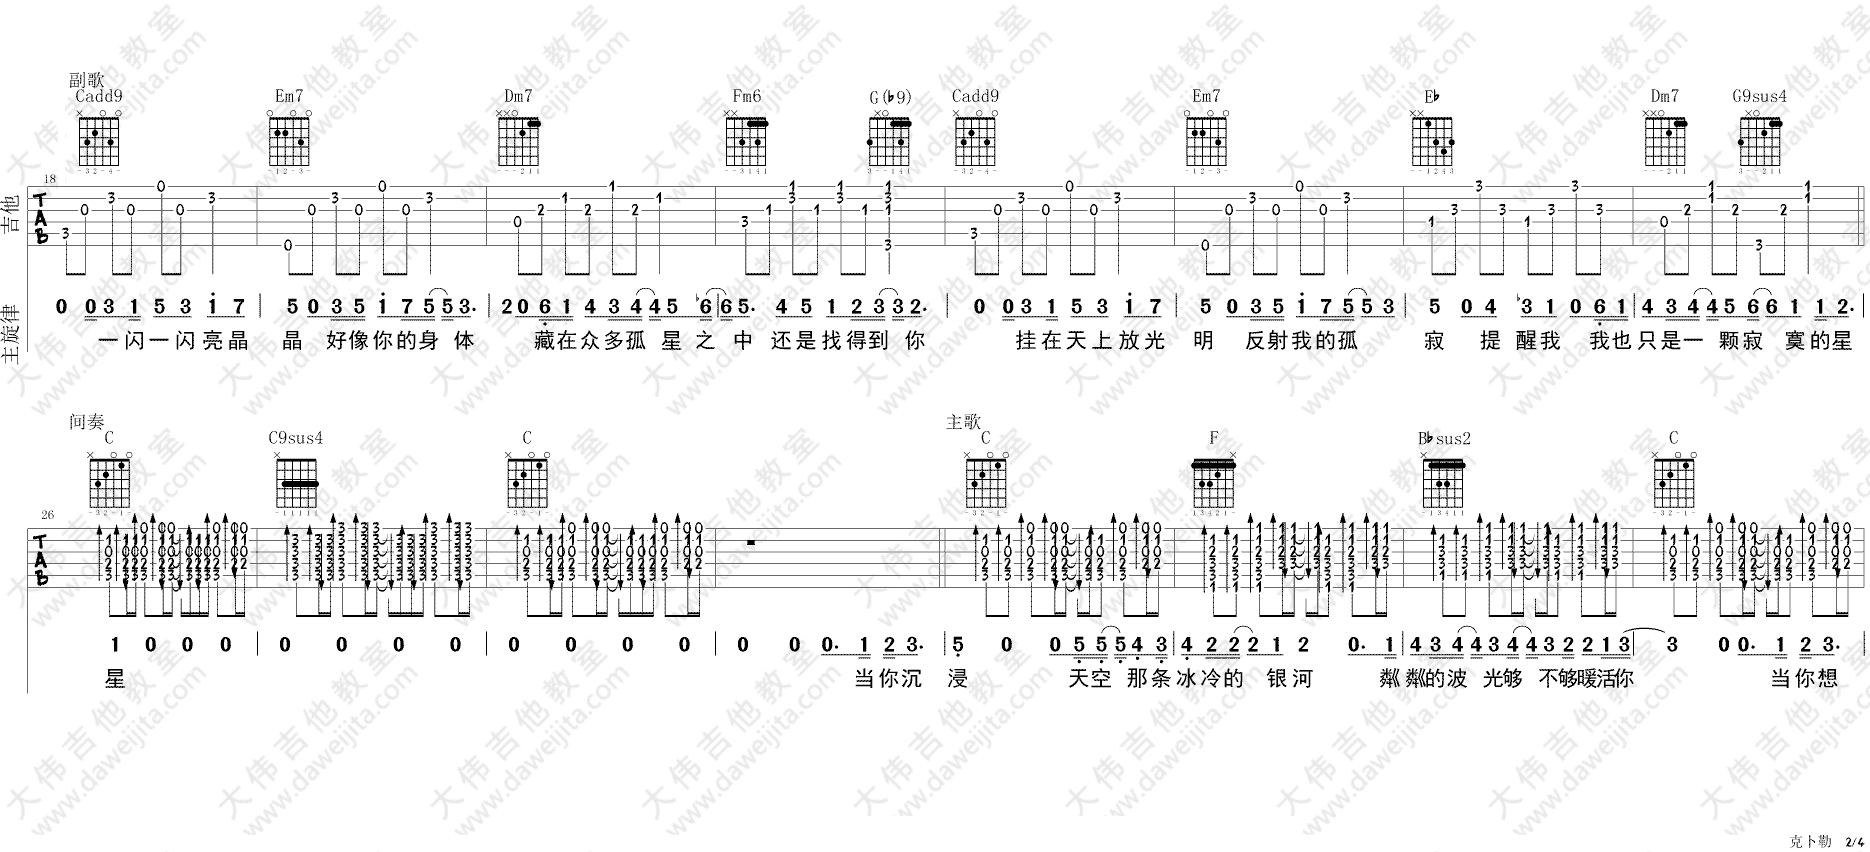 副歌
Cadd9 Em7 Dm7 Fm6 G(♭9) Cadd9 Em7 E♭ Dm7 G9sus4
18
吉他
TAB
主旋律
0 0 3 1 5 3 i 7 | 5 0 3 5 i 7 5 5 3. | 2 0 6 1 4 3 4 4 5 ♭6 | 6 5. 4 5 1 2 3 3 2. | 0 0 3 1 5 3 i 7 | 5 0 3 5 i 7 5 5 3 | 5 0 4 ♭3 1 0 6 1 | 4 3 4 4 5 6 6 1 1 2. |
一闪一闪亮晶 晶 好像你的身体 藏在众多孤 星之中 还是找得到你 挂在天上放光 明 反射我的孤 寂 提醒我 我也只是一 颗寂 寞的星
间奏 主歌
C C9sus4 C C F B♭sus2 C
26
TAB
1 0 0 0 | 0 0 0 0 | 0 0 0 0 | 0 0 0. 1 2 3. | 5 0 0 5 5 5 4 3 | 4 2 2 2 1 2 0. 1 | 4 3 4 4 3 4 4 3 2 2 1 3 | 3 0 0. 1 2 3. |
星 当你沉 浸 天空 那条冰冷的 银河 粼粼的波 光够 不够暖活你 当你想
克卜勒 2/4
大伟吉他教室
www.daweijita.com